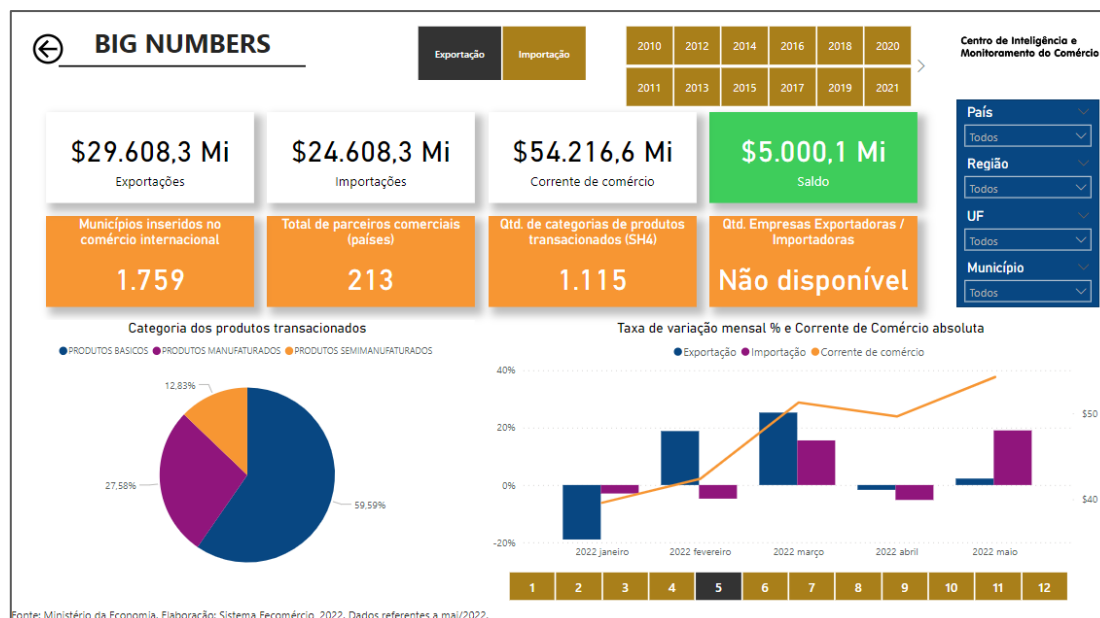 BIG NUMBERS
Exportação
Importação
2010 2012 2014 2016 2018 2020
2011 2013 2015 2017 2019 2021
Centro de Inteligência e
Monitoramento do Comércio
País
Todos
Região
Todos
UF
Todos
Município
Todos
$29.608,3 Mi
Exportações
$24.608,3 Mi
Importações
$54.216,6 Mi
Corrente de comércio
$5.000,1 Mi
Saldo
Municípios inseridos no
comércio internacional
1.759
Total de parceiros comerciais
(países)
213
Qtd. de categorias de produtos
transacionados (SH4)
1.115
Qtd. Empresas Exportadoras /
Importadoras
Não disponível
Categoria dos produtos transacionados
PRODUTOS BASICOS PRODUTOS MANUFATURADOS PRODUTOS SEMIMANUFATURADOS
12,83%
27,58%
59,59%
Taxa de variação mensal % e Corrente de Comércio absoluta
Exportação Importação Corrente de comércio
40%
20%
0%
-20%
$50
$40
2022 janeiro 2022 fevereiro 2022 março 2022 abril 2022 maio
1 2 3 4 5 6 7 8 9 10 11 12
Fonte: Ministério da Economia. Elaboração: Sistema Fecomércio, 2022. Dados referentes a mai/2022.